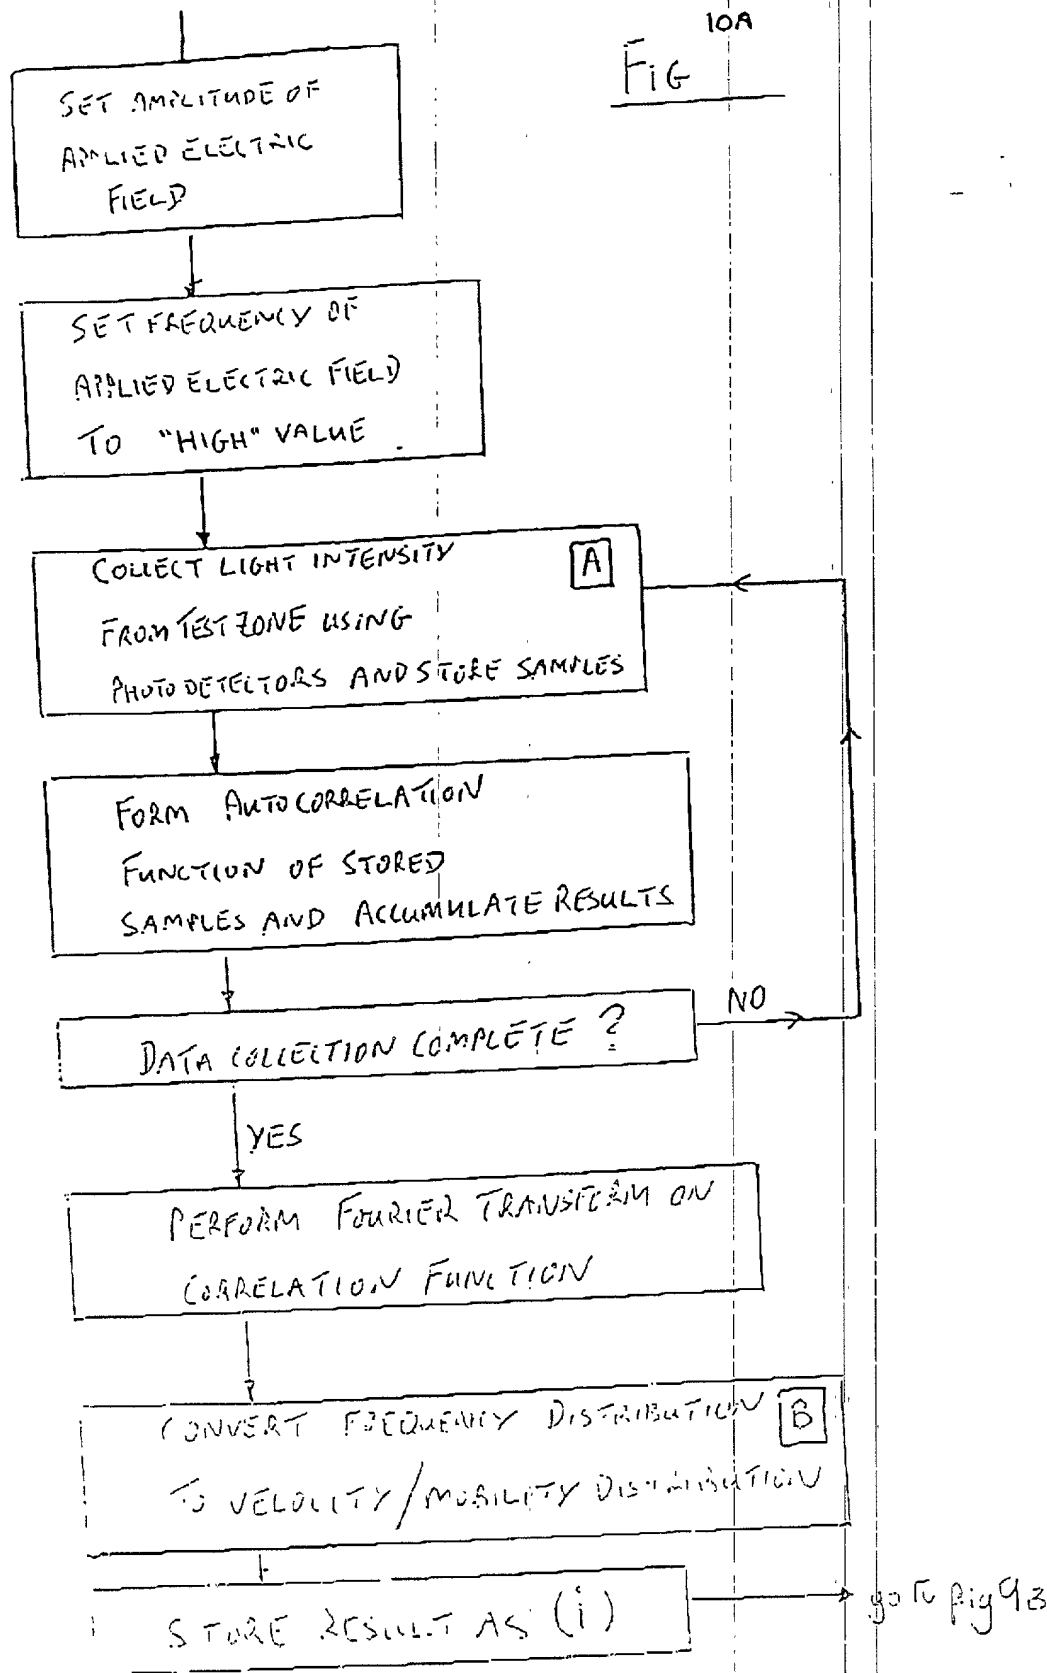 10A
FIG
SET AMPLITUDE OF
APPLIED ELECTRIC
FIELD
SET FREQUENCY OF
APPLIED ELECTRIC FIELD
TO "HIGH" VALUE
COLLECT LIGHT INTENSITY
A
FROM TEST ZONE USING
PHOTODETECTORS AND STORE SAMPLES
FORM AUTOCORRELATION
FUNCTION OF STORED
SAMPLES AND ACCUMULATE RESULTS
NO
DATA COLLECTION COMPLETE ?
YES
PERFORM FOURIER TRANSFORM ON
CORRELATION FUNCTION
CONVERT FREQUENCY DISTRIBUTION
B
TO VELOCITY/MOBILITY DISTRIBUTION
STORE RESULT AS (i)
go to fig 9B